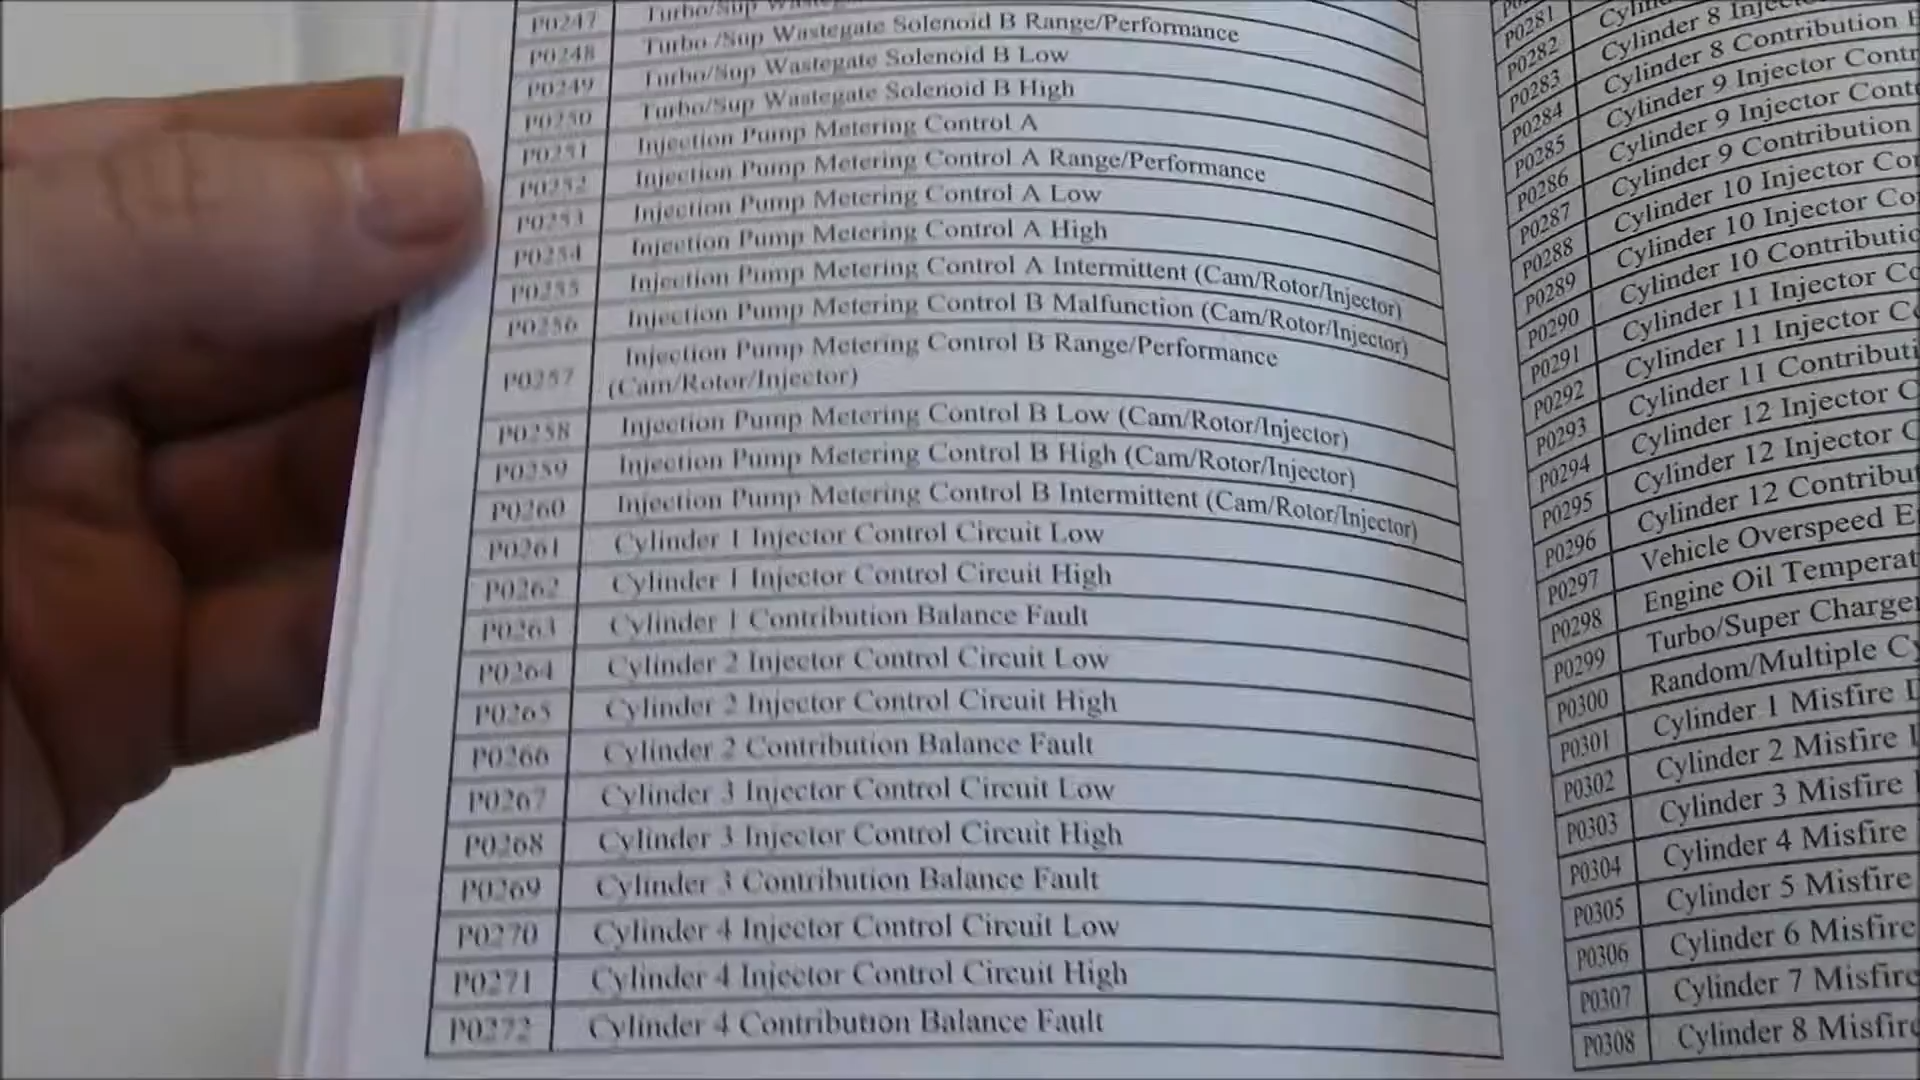 P0247 Turbo/Sup
P0248 Turbo /Sup Wastegate Solenoid B Range/Performance
P0249 Turbo/Sup Wastegate Solenoid B Low
P0250 Turbo/Sup Wastegate Solenoid B High
P0251 Injection Pump Metering Control A
P0252 Injection Pump Metering Control A Range/Performance
P0253 Injection Pump Metering Control A Low
P0254 Injection Pump Metering Control A High
P0255 Injection Pump Metering Control A Intermittent (Cam/Rotor/Injector)
P0256 Injection Pump Metering Control B Malfunction (Cam/Rotor/Injector)
P0257 Injection Pump Metering Control B Range/Performance
(Cam/Rotor/Injector)
P0258 Injection Pump Metering Control B Low (Cam/Rotor/Injector)
P0259 Injection Pump Metering Control B High (Cam/Rotor/Injector)
P0260 Injection Pump Metering Control B Intermittent (Cam/Rotor/Injector)
P0261 Cylinder 1 Injector Control Circuit Low
P0262 Cylinder 1 Injector Control Circuit High
P0263 Cylinder 1 Contribution Balance Fault
P0264 Cylinder 2 Injector Control Circuit Low
P0265 Cylinder 2 Injector Control Circuit High
P0266 Cylinder 2 Contribution Balance Fault
P0267 Cylinder 3 Injector Control Circuit Low
P0268 Cylinder 3 Injector Control Circuit High
P0269 Cylinder 3 Contribution Balance Fault
P0270 Cylinder 4 Injector Control Circuit Low
P0271 Cylinder 4 Injector Control Circuit High
P0272 Cylinder 4 Contribution Balance Fault
P0281
P0282
P0283 Cylinder 8
P0284 Cylinder 8 Contribution
P0285 Cylinder 9 Injector Contr
P0286 Cylinder 9 Injector Cont
P0287 Cylinder 9 Contribution
P0288 Cylinder 10 Injector Co
P0289 Cylinder 10 Injector Co
P0290 Cylinder 10 Contributio
P0291 Cylinder 11 Injector Co
P0292 Cylinder 11 Injector C
P0293 Cylinder 11 Contributi
P0294 Cylinder 12 Injector C
P0295 Cylinder 12 Injector C
P0296 Cylinder 12 Contribu
P0297 Vehicle Overspeed
P0298 Engine Oil Temperat
P0299 Turbo/Super Charge
P0300 Random/Multiple Cy
P0301 Cylinder 1 Misfire
P0302 Cylinder 2 Misfire
P0303 Cylinder 3 Misfire
P0304 Cylinder 4 Misfire
P0305 Cylinder 5 Misfire
P0306 Cylinder 6 Misfire
P0307 Cylinder 7 Misfire
P0308 Cylinder 8 Misfire